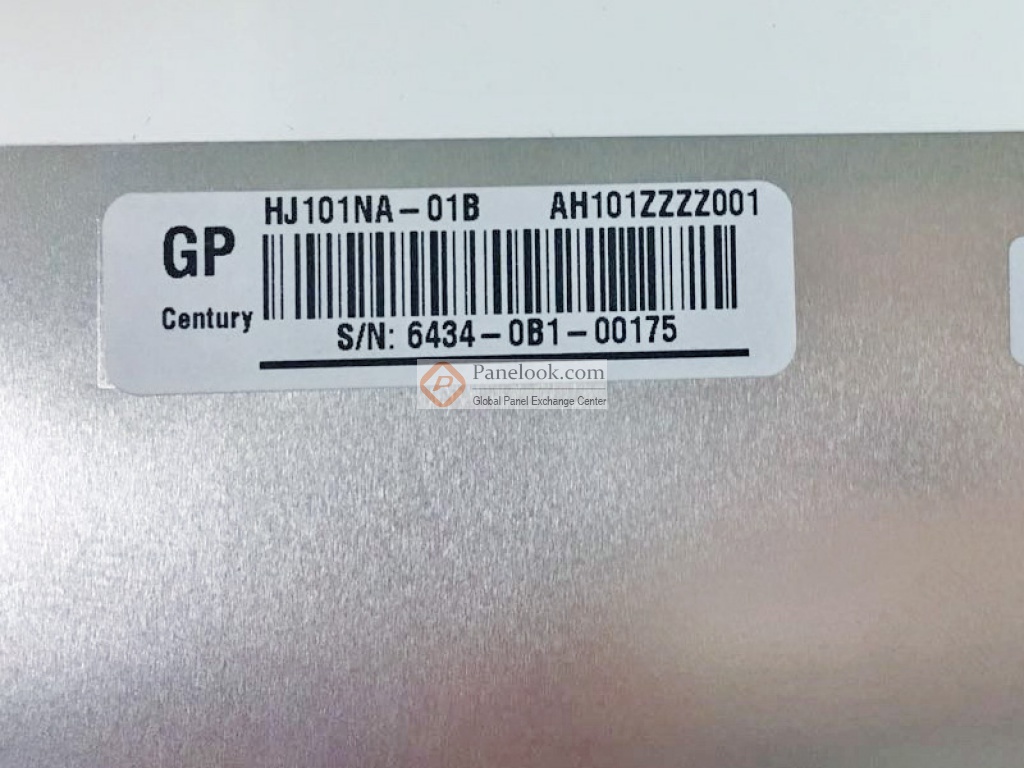 HJ101NA-01B AH101ZZZZ001
GP
Century
S/N: 6434-0B1-00175
Panelook.com
Global Panel Exchange Center